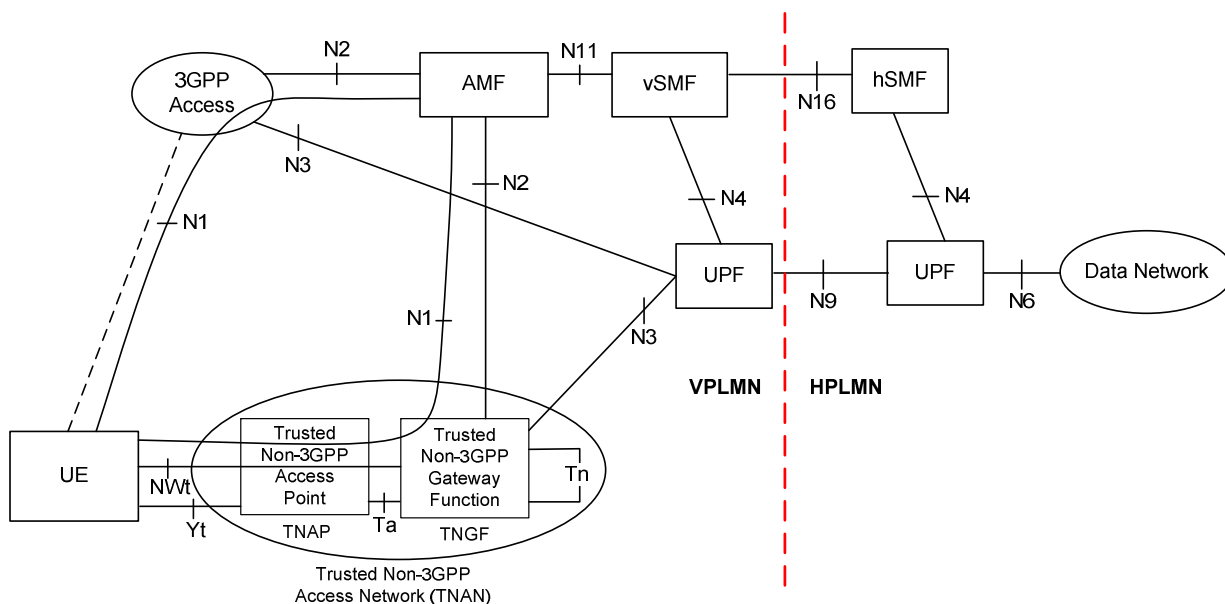 N2
N11
3GPP
Access
AMF
vSMF
hSMF
N16
N3
N2
N1
N4
N4
UPF
UPF
Data Network
N9
N6
N1
N3
VPLMN
HPLMN
UE
Trusted
Non-3GPP
Access
Point
Trusted
Non-3GPP
Gateway
Function
Tn
NWt
Yt
Ta
TNAP
TNGF
Trusted Non-3GPP
Access Network (TNAN)